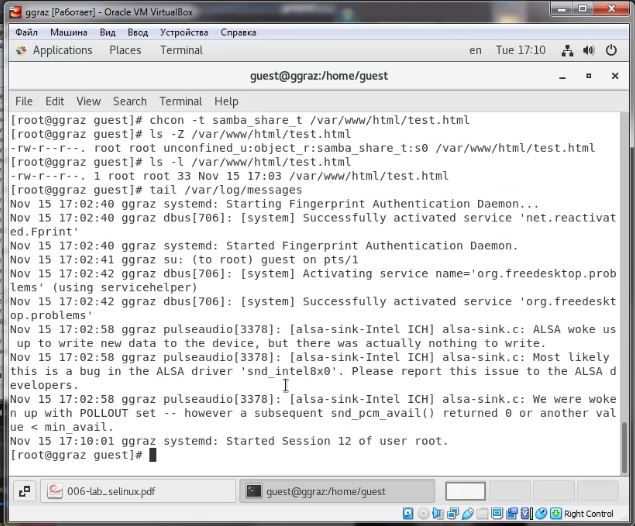 ggraz [Работает] - Oracle VM VirtualBox
Файл Машина Вид Ввод Устройства Справка
Applications Places Terminal en Tue 17:10
guest@ggraz:/home/guest
File Edit View Search Terminal Help
[root@ggraz guest]# chcon -t samba_share_t /var/www/html/test.html
[root@ggraz guest]# ls -Z /var/www/html/test.html
-rw-r--r--. root root unconfined_u:object_r:samba_share_t:s0 /var/www/html/test.html
[root@ggraz guest]# ls -l /var/www/html/test.html
-rw-r--r--. 1 root root 33 Nov 15 17:03 /var/www/html/test.html
[root@ggraz guest]# tail /var/log/messages
Nov 15 17:02:40 ggraz systemd: Starting Fingerprint Authentication Daemon...
Nov 15 17:02:40 ggraz dbus[706]: [system] Successfully activated service 'net.reactivat
ed.Fprint'
Nov 15 17:02:40 ggraz systemd: Started Fingerprint Authentication Daemon.
Nov 15 17:02:41 ggraz su: (to root) guest on pts/1
Nov 15 17:02:42 ggraz dbus[706]: [system] Activating service name='org.freedesktop.prob
lems' (using servicehelper)
Nov 15 17:02:42 ggraz dbus[706]: [system] Successfully activated service 'org.freedeskt
op.problems'
Nov 15 17:02:58 ggraz pulseaudio[3378]: [alsa-sink-Intel ICH] alsa-sink.c: ALSA woke us
 up to write new data to the device, but there was actually nothing to write.
Nov 15 17:02:58 ggraz pulseaudio[3378]: [alsa-sink-Intel ICH] alsa-sink.c: Most likely
this is a bug in the ALSA driver 'snd_intel8x0'. Please report this issue to the ALSA d
evelopers.
Nov 15 17:02:58 ggraz pulseaudio[3378]: [alsa-sink-Intel ICH] alsa-sink.c: We were woke
n up with POLLOUT set -- however a subsequent snd_pcm_avail() returned 0 or another val
ue < min_avail.
Nov 15 17:10:01 ggraz systemd: Started Session 12 of user root.
[root@ggraz guest]#
006-lab_selinux.pdf guest@ggraz:/home/guest
Right Control